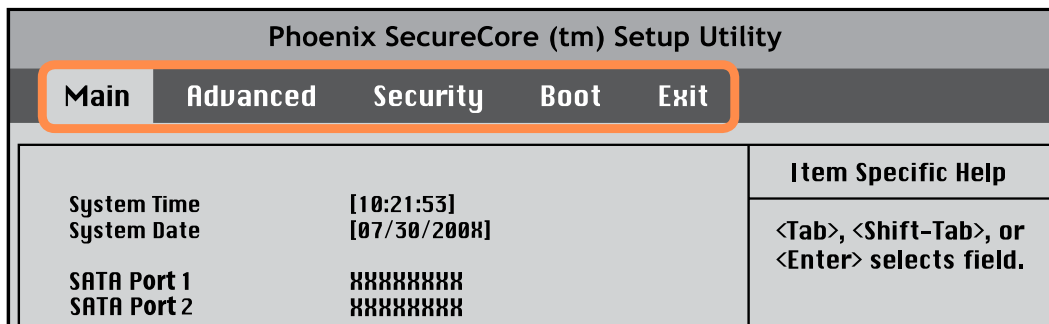 Phoenix SecureCore (tm) Setup Utility
Main Advanced Security Boot Exit
System Time [10:21:53]
System Date [07/30/200X]
SATA Port 1 XXXXXXXX
SATA Port 2 XXXXXXXX
Item Specific Help
<Tab>, <Shift-Tab>, or
<Enter> selects field.